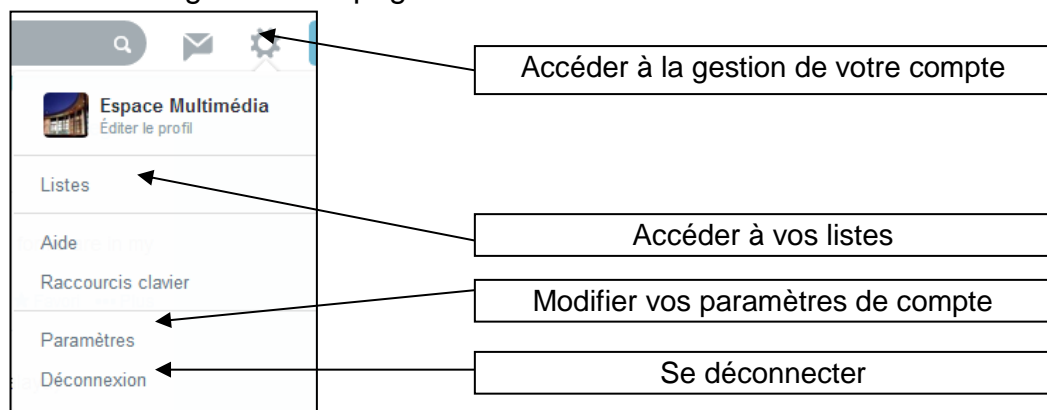 Espace Multimédia
Éditer le profil
Listes
Aide
Raccourcis clavier
Paramètres
Déconnexion
Accéder à la gestion de votre compte
Accéder à vos listes
Modifier vos paramètres de compte
Se déconnecter